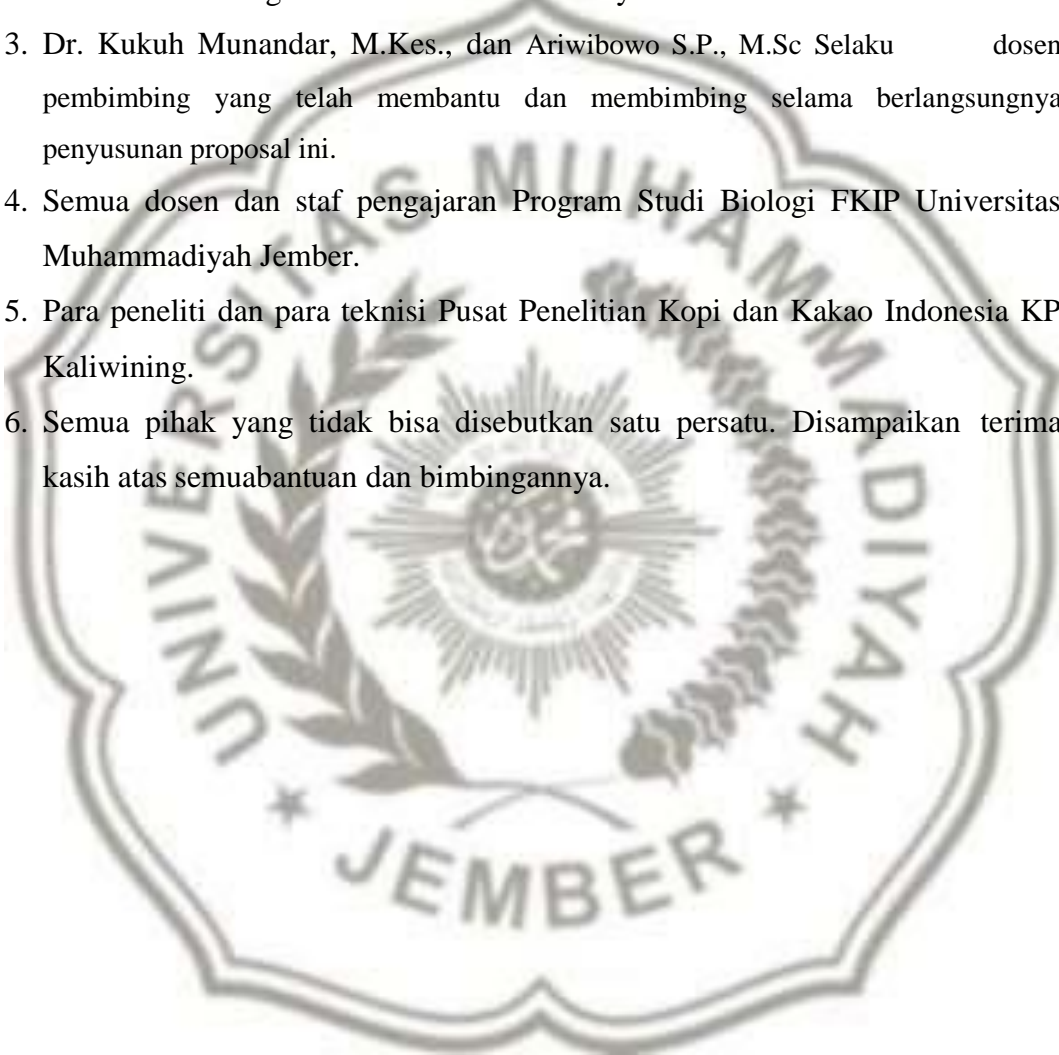 3. Dr. Kukuh Munandar, M.Kes., dan Ariwibowo S.P., M.Sc Selaku dosen
pembimbing yang telah membantu dan membimbing selama berlangsungnya
penyusunan proposal ini.
4. Semua dosen dan staf pengajaran Program Studi Biologi FKIP Universitas
Muhammadiyah Jember.
5. Para peneliti dan para teknisi Pusat Penelitian Kopi dan Kakao Indonesia KP
Kaliwining.
6. Semua pihak yang tidak bisa disebutkan satu persatu. Disampaikan terima
kasih atas semuabantuan dan bimbingannya.
UNIVERSITAS MUHAMMADIYAH
JEMBER